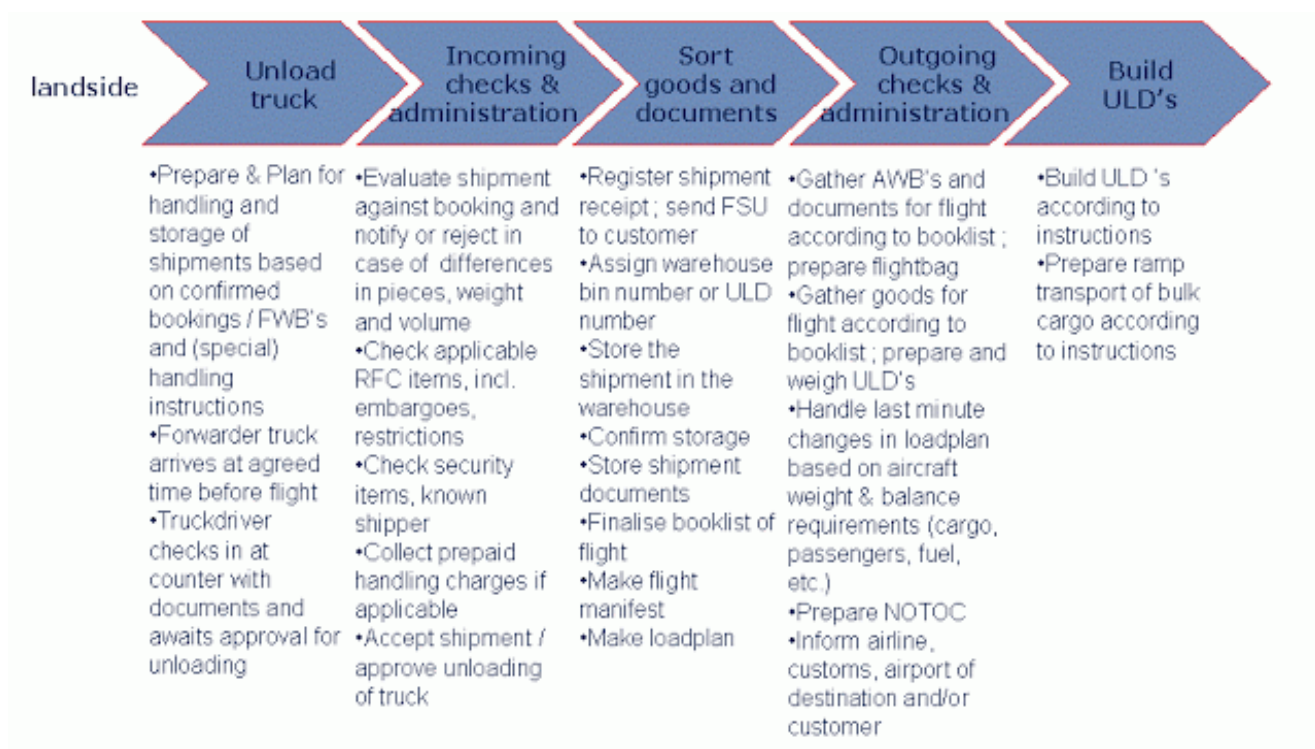 landside
Unload
truck
Incoming
checks &
administration
Sort
goods and
documents
Outgoing
checks &
administration
Build
ULD's
•Prepare & Plan for
handling and
storage of
shipments based
on confirmed
bookings / FWB's
and (special)
handling
instructions
•Forwarder truck
arrives at agreed
time before flight
•Truckdriver
checks in at
counter with
documents and
awaits approval for
unloading
•Evaluate shipment
against booking and
notify or reject in
case of differences
in pieces, weight
and volume
•Check applicable
RFC items, incl.
embargoes,
restrictions
•Check security
items, known
shipper
•Collect prepaid
handling charges if
applicable
•Accept shipment /
approve unloading
of truck
•Register shipment
receipt ; send FSU
to customer
•Assign warehouse
bin number or ULD
number
•Store the
shipment in the
warehouse
•Confirm storage
•Store shipment
documents
•Finalise booklist of
flight
•Make flight
manifest
•Make loadplan
•Gather AWB's and
documents for flight
according to booklist ;
prepare flightbag
•Gather goods for
flight according to
booklist ; prepare and
weigh ULD's
•Handle last minute
changes in loadplan
based on aircraft
weight & balance
requirements (cargo,
passengers, fuel,
etc.)
•Prepare NOTOC
•Inform airline,
customs, airport of
destination and/or
customer
•Build ULD 's
according to
instructions
•Prepare ramp
transport of bulk
cargo according
to instructions